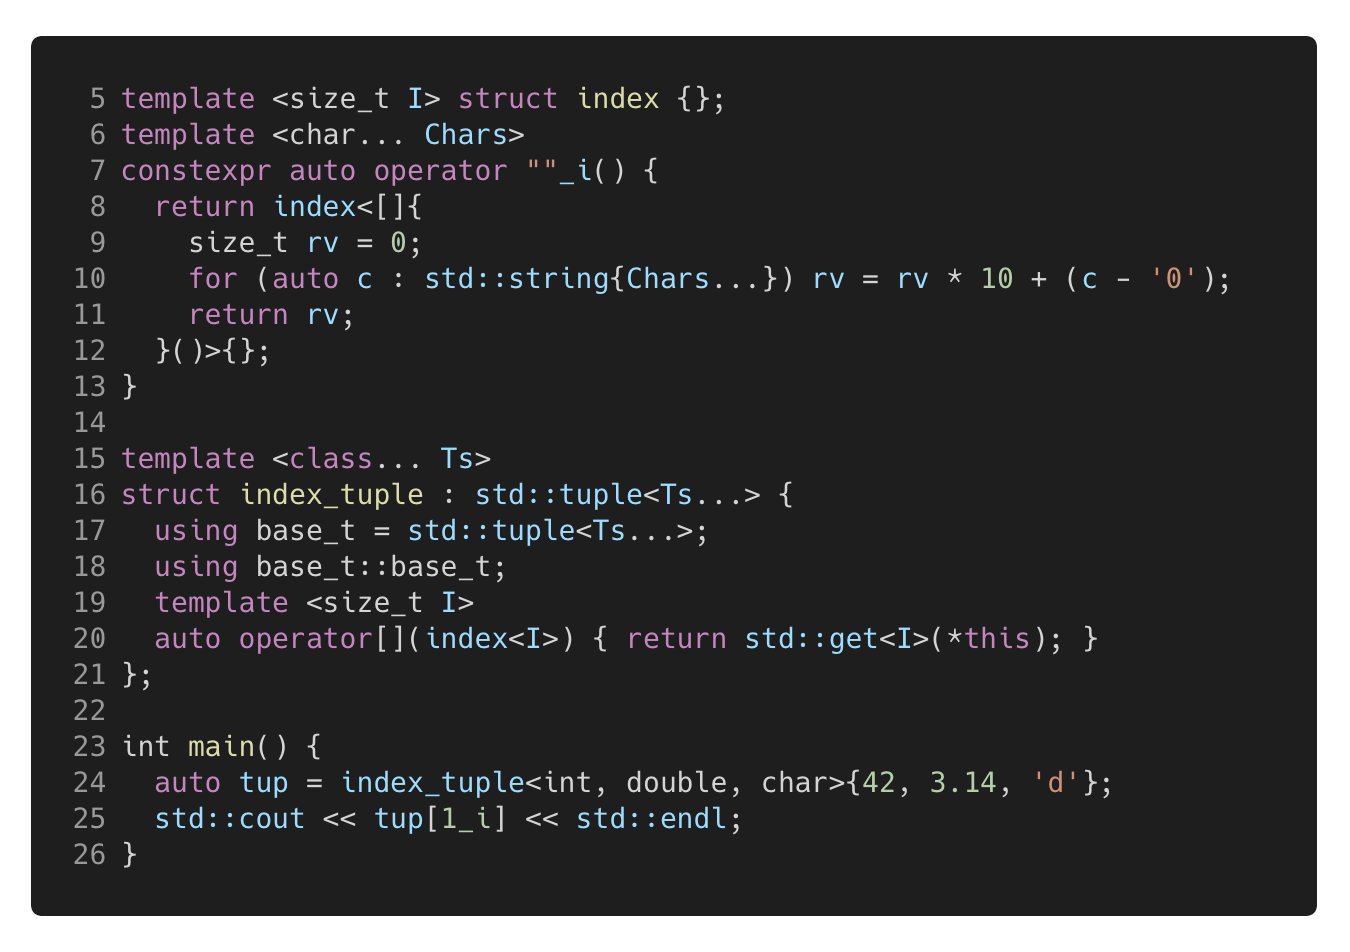 5 template <size_t I> struct index {};
6 template <char... Chars>
7 constexpr auto operator ""_i() {
8   return index<[]{
9     size_t rv = 0;
10     for (auto c : std::string{Chars...}) rv = rv * 10 + (c - '0');
11     return rv;
12   }()>{};
13 }
14
15 template <class... Ts>
16 struct index_tuple : std::tuple<Ts...> {
17   using base_t = std::tuple<Ts...>;
18   using base_t::base_t;
19   template <size_t I>
20   auto operator[](index<I>) { return std::get<I>(*this); }
21 };
22
23 int main() {
24   auto tup = index_tuple<int, double, char>{42, 3.14, 'd'};
25   std::cout << tup[1_i] << std::endl;
26 }